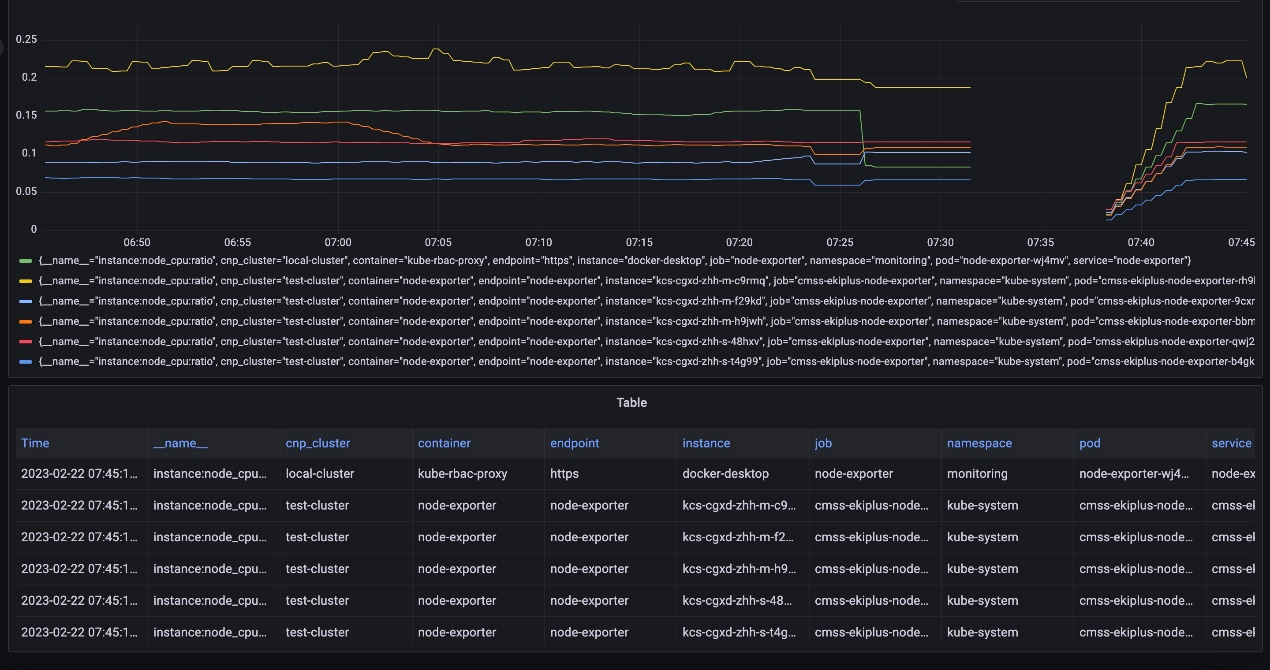 0.25
0.2
0.15
0.1
0.05
0
06:50 06:55 07:00 07:05 07:10 07:15 07:20 07:25 07:30 07:35 07:40 07:45
{__name__="instance:node_cpu:ratio", cnp_cluster="local-cluster", container="kube-rbac-proxy", endpoint="https", instance="docker-desktop", job="node-exporter", namespace="monitoring", pod="node-exporter-wj4mv", service="node-exporter"}
{__name__="instance:node_cpu:ratio", cnp_cluster="test-cluster", container="node-exporter", endpoint="node-exporter", instance="kcs-cgxd-zhh-m-c9rmq", job="cmss-ekiplus-node-exporter", namespace="kube-system", pod="cmss-ekiplus-node-exporter-rh9
{__name__="instance:node_cpu:ratio", cnp_cluster="test-cluster", container="node-exporter", endpoint="node-exporter", instance="kcs-cgxd-zhh-m-f29kd", job="cmss-ekiplus-node-exporter", namespace="kube-system", pod="cmss-ekiplus-node-exporter-9cxr
{__name__="instance:node_cpu:ratio", cnp_cluster="test-cluster", container="node-exporter", endpoint="node-exporter", instance="kcs-cgxd-zhh-m-h9jwh", job="cmss-ekiplus-node-exporter", namespace="kube-system", pod="cmss-ekiplus-node-exporter-bbm
{__name__="instance:node_cpu:ratio", cnp_cluster="test-cluster", container="node-exporter", endpoint="node-exporter", instance="kcs-cgxd-zhh-s-48hxv", job="cmss-ekiplus-node-exporter", namespace="kube-system", pod="cmss-ekiplus-node-exporter-qwj2
{__name__="instance:node_cpu:ratio", cnp_cluster="test-cluster", container="node-exporter", endpoint="node-exporter", instance="kcs-cgxd-zhh-s-t4g99", job="cmss-ekiplus-node-exporter", namespace="kube-system", pod="cmss-ekiplus-node-exporter-b4gk
Table
Time __name__ cnp_cluster container endpoint instance job namespace pod service
2023-02-22 07:45:1... instance:node_cpu... local-cluster kube-rbac-proxy https docker-desktop node-exporter monitoring node-exporter-wj4... node-ex
2023-02-22 07:45:1... instance:node_cpu... test-cluster node-exporter node-exporter kcs-cgxd-zhh-m-c9... cmss-ekiplus-node... kube-system cmss-ekiplus-node... cmss-el
2023-02-22 07:45:1... instance:node_cpu... test-cluster node-exporter node-exporter kcs-cgxd-zhh-m-f2... cmss-ekiplus-node... kube-system cmss-ekiplus-node... cmss-el
2023-02-22 07:45:1... instance:node_cpu... test-cluster node-exporter node-exporter kcs-cgxd-zhh-m-h9... cmss-ekiplus-node... kube-system cmss-ekiplus-node... cmss-el
2023-02-22 07:45:1... instance:node_cpu... test-cluster node-exporter node-exporter kcs-cgxd-zhh-s-48... cmss-ekiplus-node... kube-system cmss-ekiplus-node... cmss-el
2023-02-22 07:45:1... instance:node_cpu... test-cluster node-exporter node-exporter kcs-cgxd-zhh-s-t4g... cmss-ekiplus-node... kube-system cmss-ekiplus-node... cmss-el